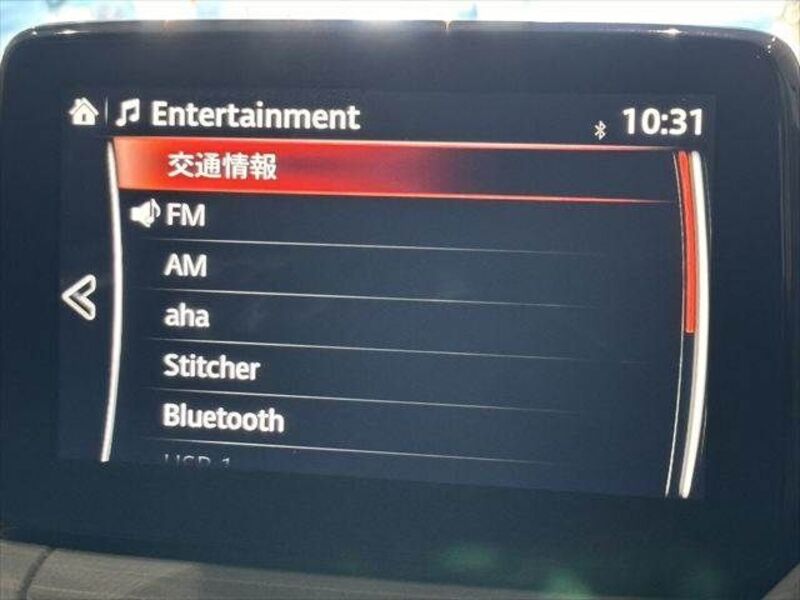 Entertainment 10:31
交通情報
FM
AM
aha
Stitcher
Bluetooth